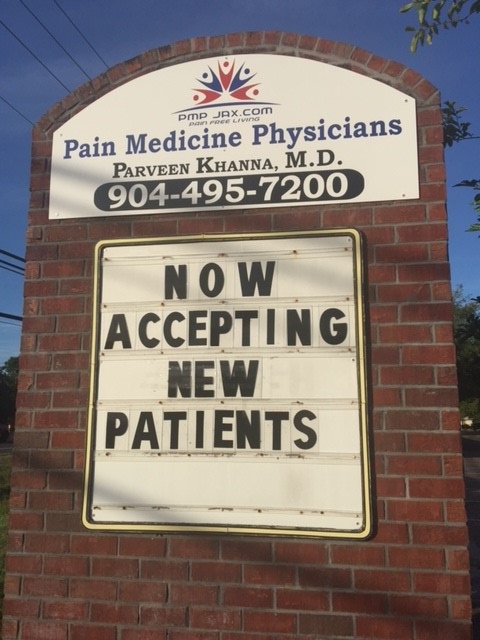 PMP JAX.COM
PAIN FREE LIVING
Pain Medicine Physicians
PARVEEN KHANNA, M.D.
904-495-7200
NOW
ACCEPTING
NEW
PATIENTS